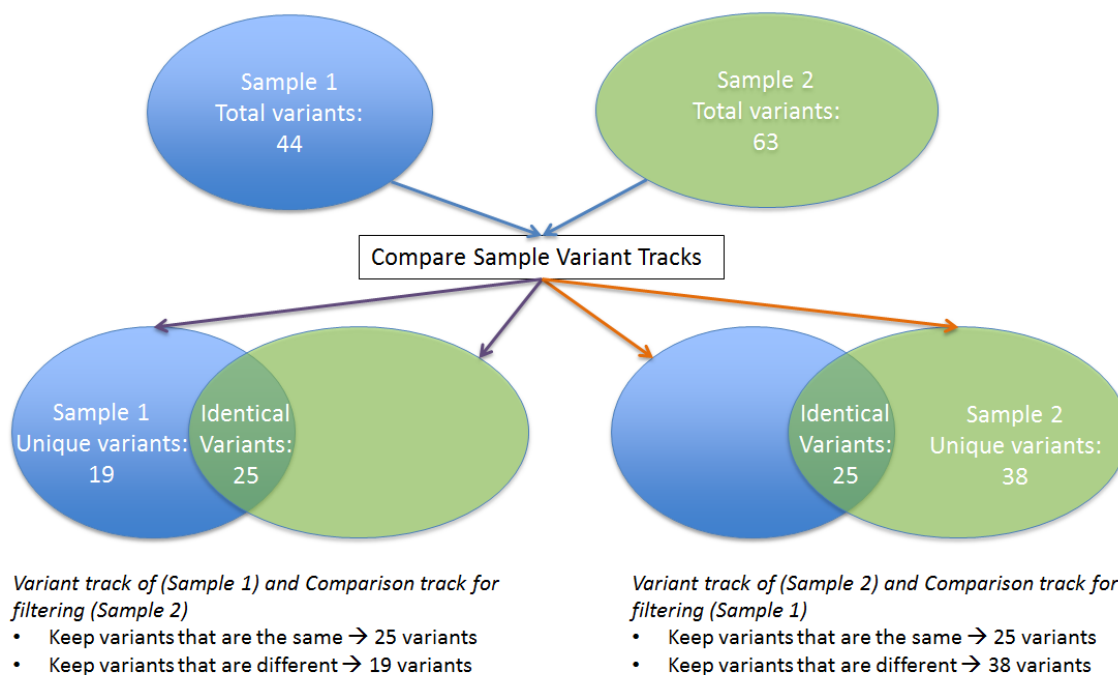 Sample 1
Total variants:
44
Sample 2
Total variants:
63
Compare Sample Variant Tracks
Sample 1
Unique variants:
19
Identical
Variants:
25
Identical
Variants:
25
Sample 2
Unique variants:
38
Variant track of (Sample 1) and Comparison track for
filtering (Sample 2)
• Keep variants that are the same → 25 variants
• Keep variants that are different → 19 variants
Variant track of (Sample 2) and Comparison track for
filtering (Sample 1)
• Keep variants that are the same → 25 variants
• Keep variants that are different → 38 variants